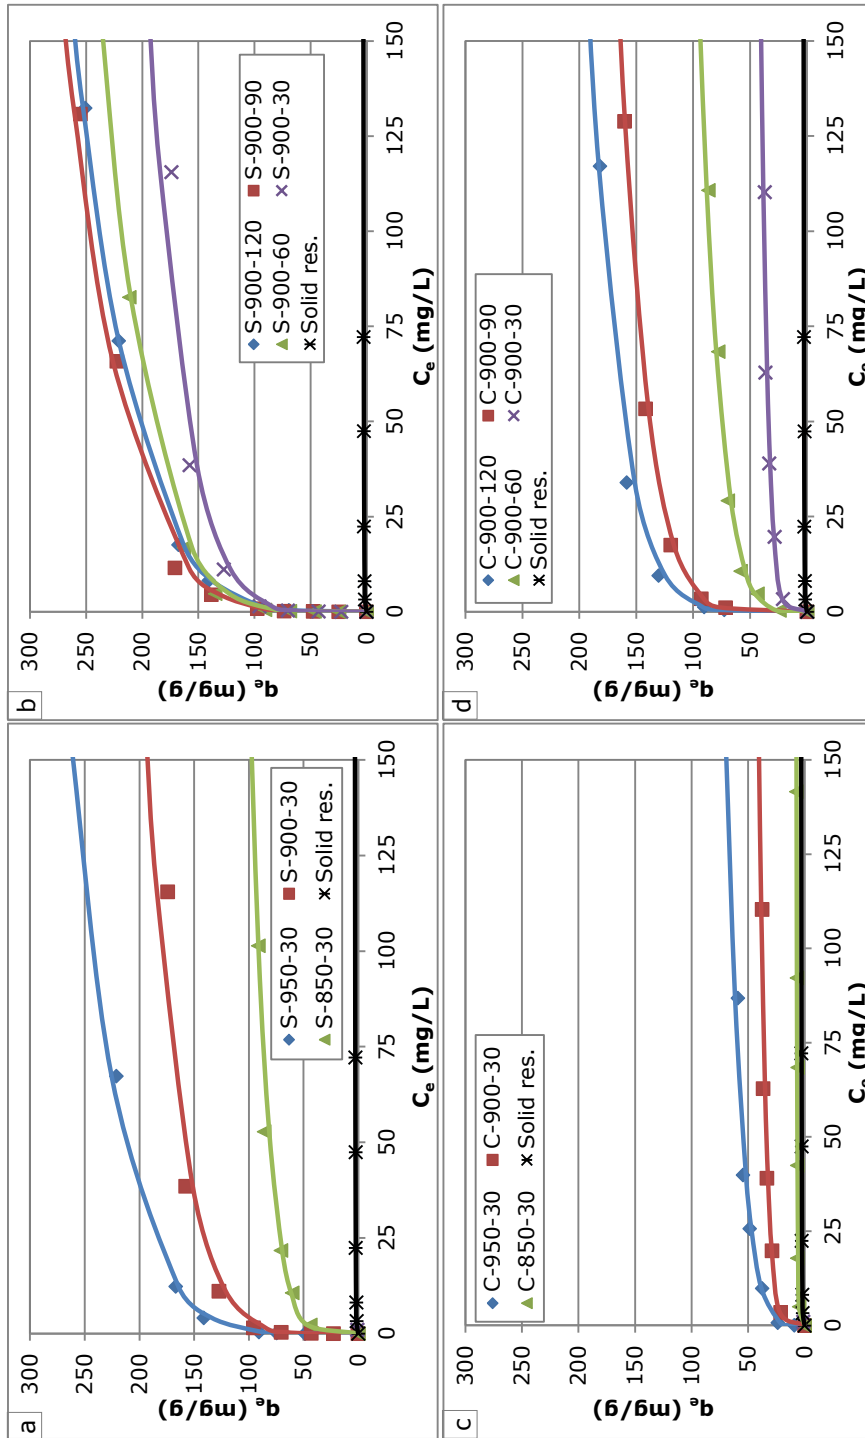 a
300
250
200
150
100
50
0
qe (mg/g)
0 25 50 75 100 125 150
Ce (mg/L)
S-950-30 S-900-30
S-850-30 Solid res.
b
300
250
200
150
100
50
0
qe (mg/g)
0 25 50 75 100 125 150
Ce (mg/L)
S-900-120 S-900-90
S-900-60 S-900-30
Solid res.
c
300
250
200
150
100
50
0
qe (mg/g)
0 25 50 75 100 125 150
Ce (mg/L)
C-950-30 C-900-30
C-850-30 Solid res.
d
300
250
200
150
100
50
0
qe (mg/g)
0 25 50 75 100 125 150
Ce (mg/L)
C-900-120 C-900-90
C-900-60 C-900-30
Solid res.